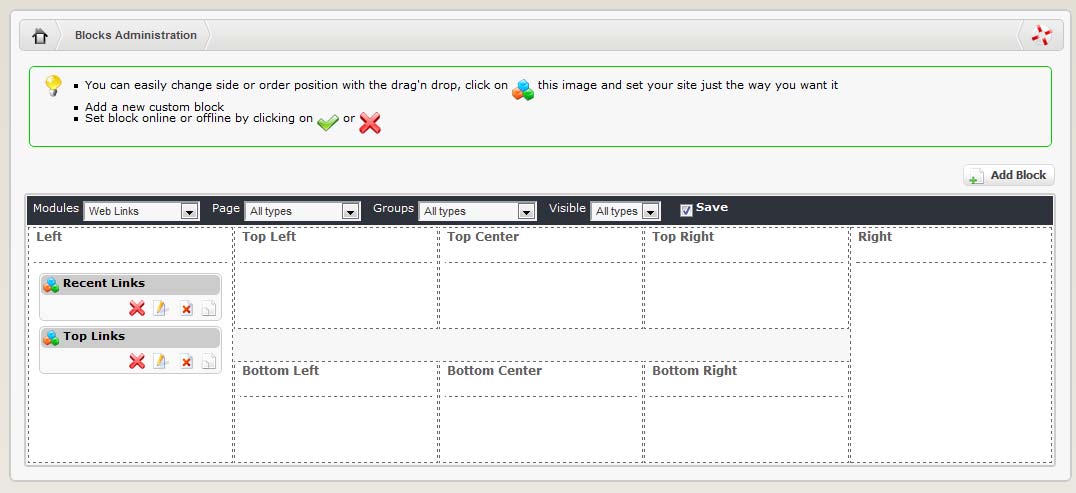 Blocks Administration
You can easily change side or order position with the drag'n drop, click on this image and set your site just the way you want it
Add a new custom block
Set block online or offline by clicking on or
Add Block
Modules Web Links Page All types Groups All types Visible All types Save
Left Top Left Top Center Top Right Right
Recent Links
Top Links
Bottom Left Bottom Center Bottom Right